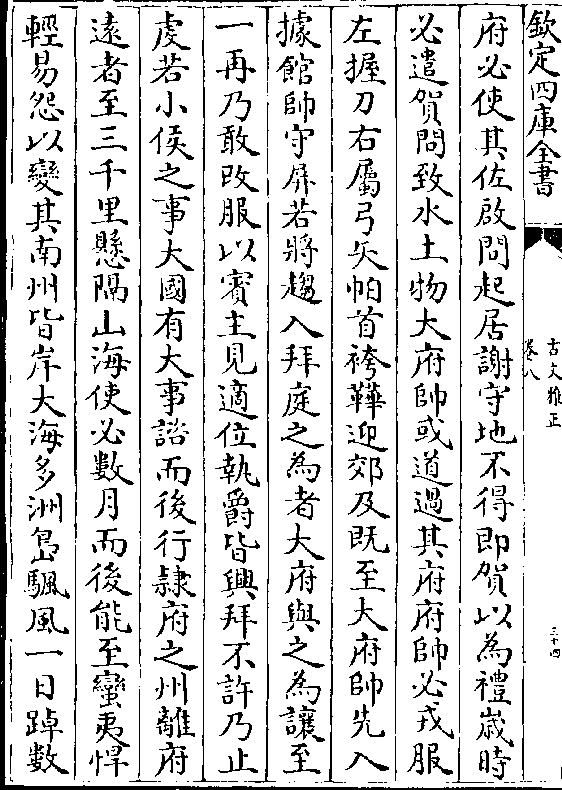 欽定四庫全書
古文雅正
卷八
三十四
府必使其佐啟問起居謝守地不得即賀以為禮歲時
必遣賀問致水土物大府帥或道過其府府帥必戎服
左握刀右屬弓矢帕首袴鞾迎郊及既至大府帥先入
據館帥守屏若將趨入拜庭之為者大府與之為讓至
一再乃敢改服以賓主見適位執爵皆興拜不許乃止
虔若小侯之事大國有大事諮而後行隷府之州離府
逺者至三千里懸隔山海使必數月而後能至蠻夷悍
輕易怨以變其南州皆岸大海多洲島颿風一日踔數